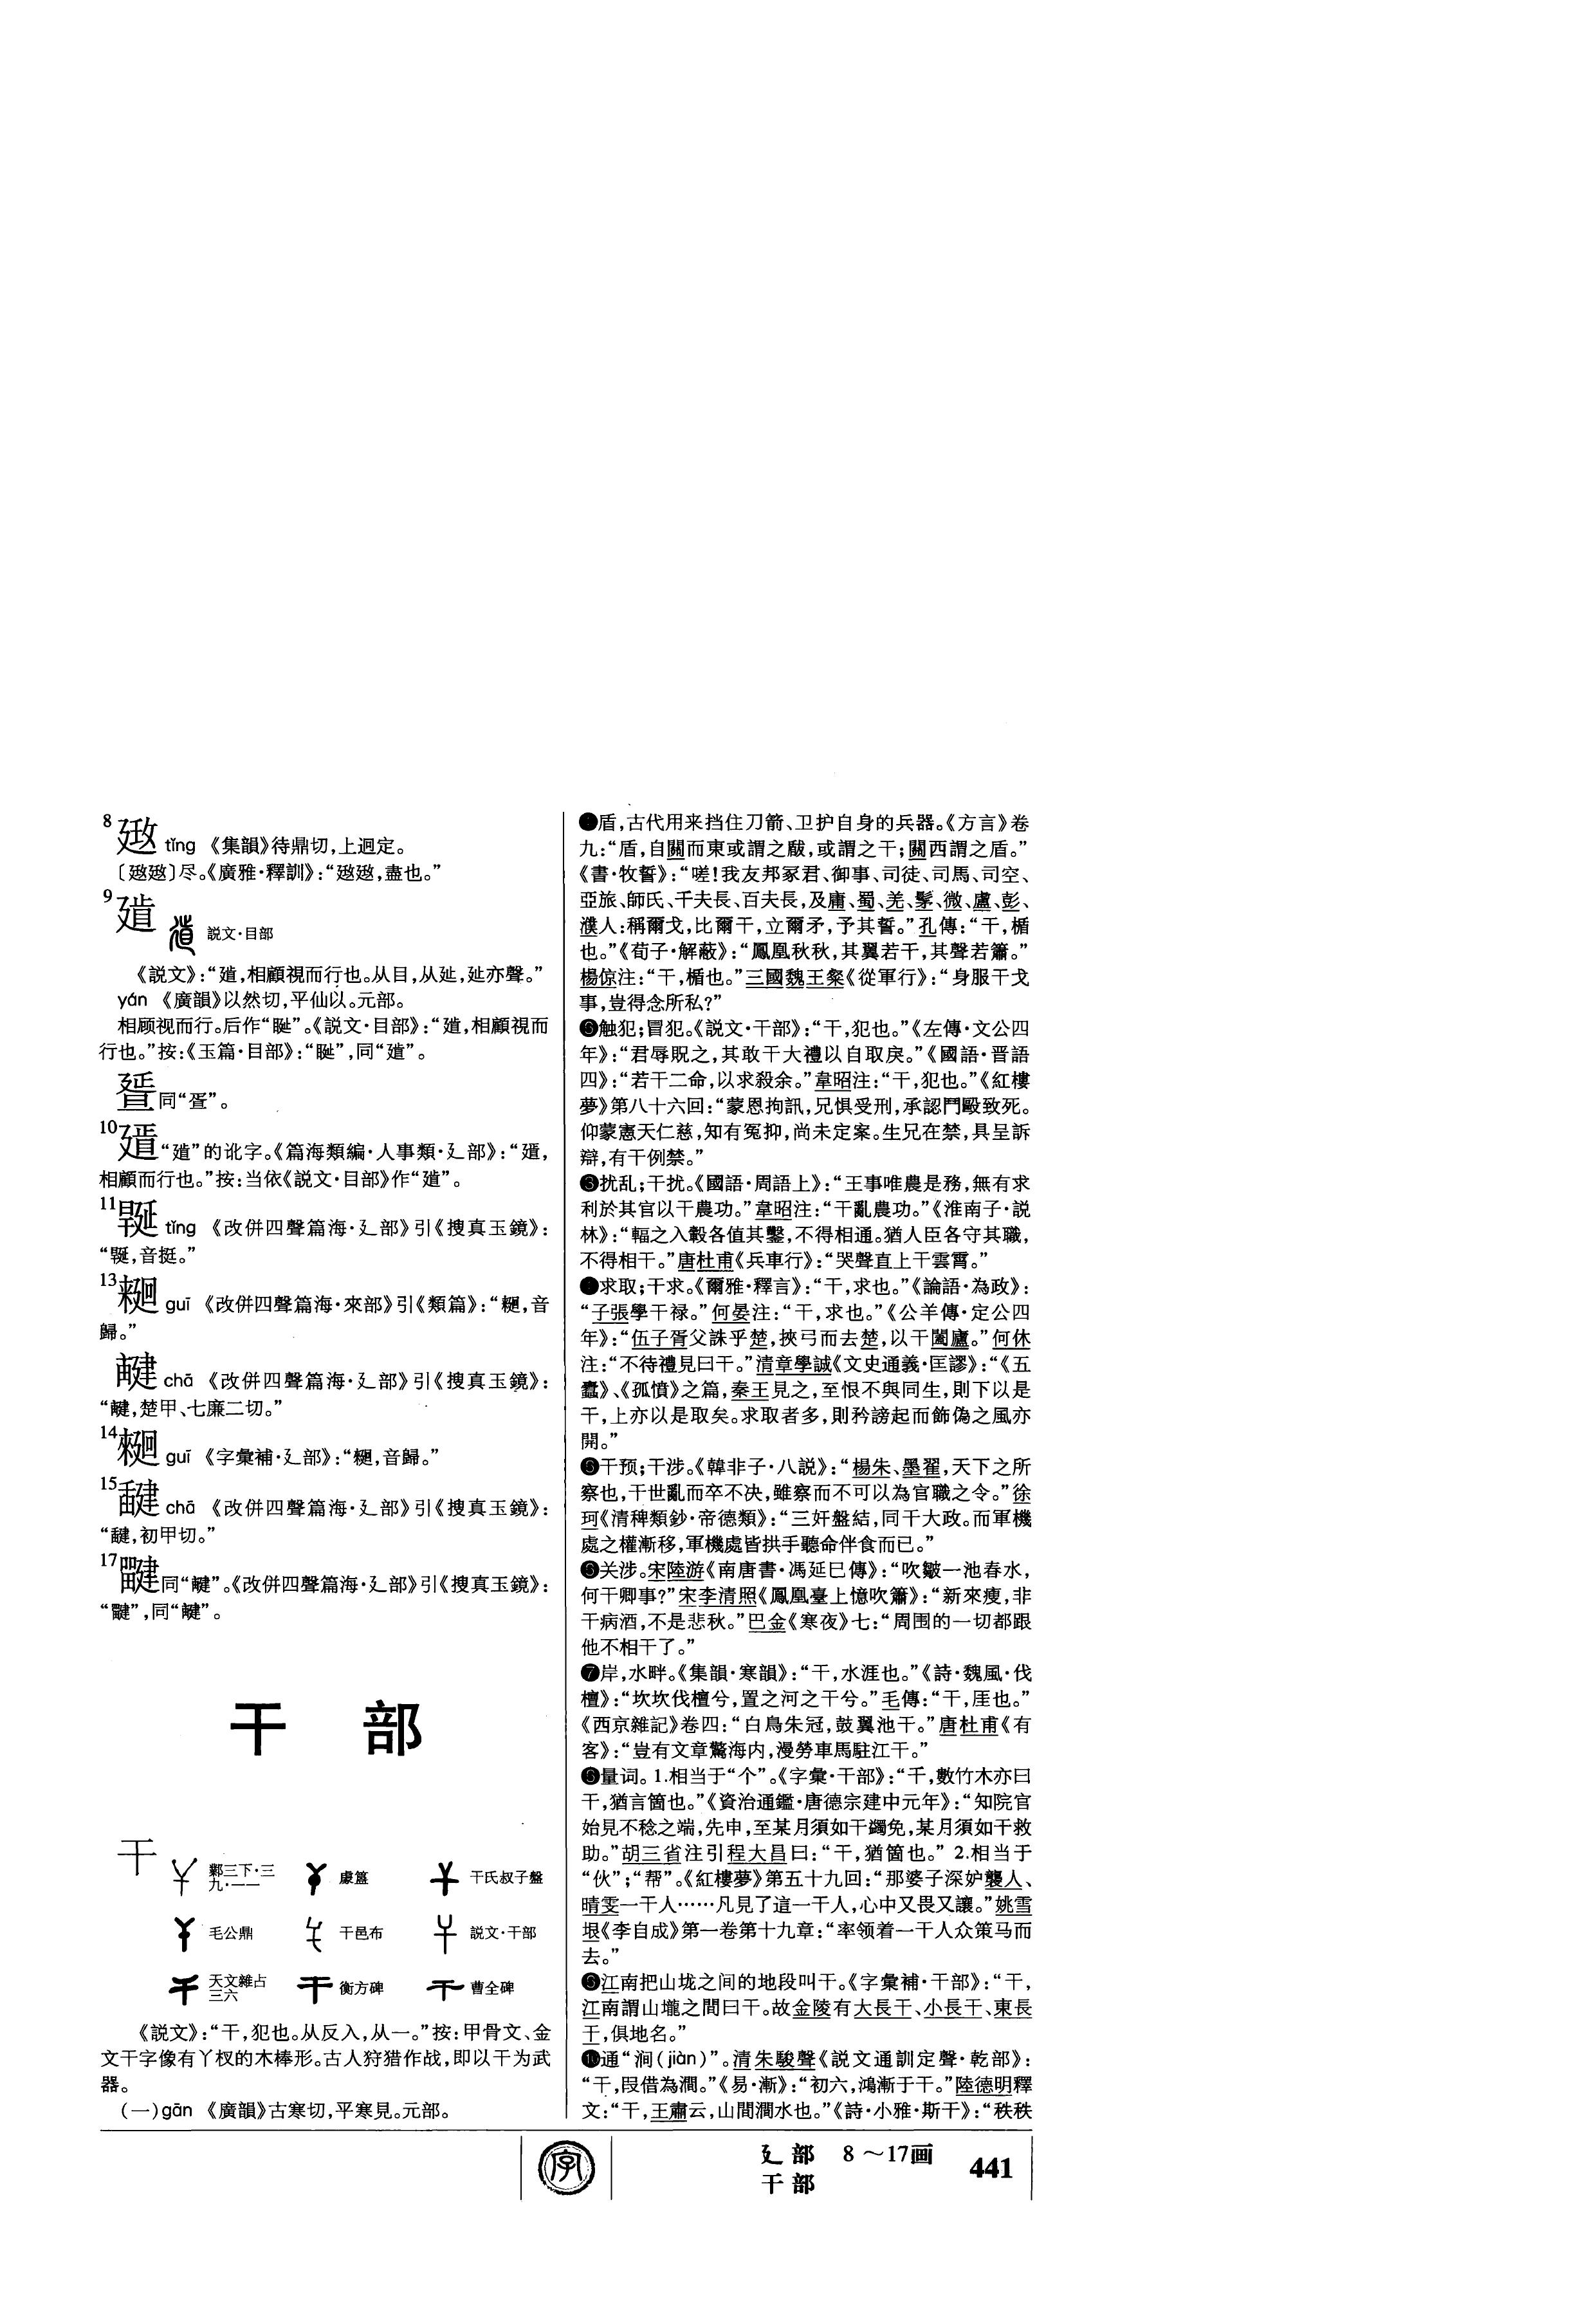 8
tǐng 《集韻》待鼎切,上迥定。
尽。《廣雅·釋訓》:“盡也。”
9
説文·目部
《説文》:“相顧視而行也。从目,从延,延亦聲。”
yán 《廣韻》以然切,平仙以。元部。
相顾视而行。后作“䀽”。《説文·目部》:“相顧視而
行也。”按:《玉篇·目部》:
同
10
的讹字。《篇海類編·人事類·廴部》:
相顧而行也。”按:当依《説文·目部》作
11
tǐng 《改併四聲篇海·廴部》引《搜真玉鏡》:
音挺。”
13
guī 《改併四聲篇海·來部》引《類篇》:音
歸。”
chā 《改併四聲篇海·廴部》引《搜真玉鏡》:
楚甲、七廉二切。”
14
guī 《字彙補·廴部》:音歸。”
15
chā 《改併四聲篇海·廴部》引《搜真玉鏡》:
初甲切。”
17
同《改併四聲篇海·廴部》引《搜真玉鏡》:
同
干 部
干
鄴三下·三九·一一 䖒簋 干氏叔子盤
毛公鼎 干邑布 説文·干部
天文雜占三六 衡方碑 曹全碑
《説文》:“干,犯也。从反入,从一。”按:甲骨文、金
文干字像有丫杈的木棒形。古人狩猎作战,即以干为武
器。
(一)gān 《廣韻》古寒切,平寒見。元部。
❶盾,古代用来挡住刀箭、卫护自身的兵器。《方言》卷
九:“盾,自關而東或謂之瞂,或謂之干;關西謂之盾。”
《書·牧誓》:“嗟!我友邦冢君、御事、司徒、司馬、司空、
亞旅、師氏、千夫長、百夫長,及庸、蜀、羌、髳、微、盧、彭、
濮人:稱爾戈,比爾干,立爾矛,予其誓。”孔傳:“干,楯
也。”《荀子·解蔽》:“鳳凰秋秋,其翼若干,其聲若簫。”
楊倞注:“干,楯也。”三國魏王粲《從軍行》:“身服干戈
事,豈得念所私?”
❷触犯;冒犯。《説文·干部》:“干,犯也。”《左傳·文公四
年》:“君辱貺之,其敢干大禮以自取戾。”《國語·晋語
四》:“若干二命,以求殺余。”韋昭注:“干,犯也。”《紅樓
夢》第八十六回:“蒙恩拘訊,兄惧受刑,承認鬥毆致死。
仰蒙憲天仁慈,知有冤抑,尚未定案。生兄在禁,具呈訴
辯,有干例禁。”
❸扰乱;干扰。《國語·周語上》:“王事唯農是務,無有求
利於其官以干農功。”韋昭注:“干亂農功。”《淮南子·説
林》:“輻之入轂各值其鑿,不得相通。猶人臣各守其職,
不得相干。”唐杜甫《兵車行》:“哭聲直上干雲霄。”
❹求取;干求。《爾雅·釋言》:“干,求也。”《論語·為政》:
“子張學干禄。”何晏注:“干,求也。”《公羊傳·定公四
年》:“伍子胥父誅乎楚,挾弓而去楚,以干闔廬。”何休
注:“不待禮見曰干。”清章學誠《文史通義·匡謬》:“《五
蠹》、《孤憤》之篇,秦王見之,至恨不與同生,則下以是
干,上亦以是取矣。求取者多,則矜謗起而飾偽之風亦
開。”
❺干预;干涉。《韓非子·八説》:“楊朱、墨翟,天下之所
察也,干世亂而卒不决,雖察而不可以為官職之令。”徐
珂《清稗類鈔·帝德類》:“三奸盤結,同干大政。而軍機
處之權漸移,軍機處皆拱手聽命伴食而已。”
❻关涉。宋陸游《南唐書·馮延巳傳》:“吹皺一池春水,
何干卿事?”宋李清照《鳳凰臺上憶吹簫》:“新來瘦,非
干病酒,不是悲秋。”巴金《寒夜》七:“周围的一切都跟
他不相干了。”
❼岸,水畔。《集韻·寒韻》:“干,水涯也。”《詩·魏風·伐
檀》:“坎坎伐檀兮,置之河之干兮。”毛傳:“干,厓也。”
《西京雜記》卷四:“白鳥朱冠,鼓翼池干。”唐杜甫《有
客》:“豈有文章驚海内,漫勞車馬駐江干。”
❽量词。1.相当于“个”。《字彙·干部》:“干,數竹木亦曰
干,猶言箇也。”《資治通鑑·唐德宗建中元年》:“知院官
始見不稔之端,先申,至某月須如干蠲免,某月須如干救
助。”胡三省注引程大昌曰:“干,猶箇也。”2.相当于
“伙”;“帮”。《紅樓夢》第五十九回:“那婆子深妒襲人、
晴雯一干人……凡見了這一干人,心中又畏又讓。”姚雪
垠《李自成》第一卷第十九章:“率领着一干人众策马而
去。”
❾江南把山垅之间的地段叫干。《字彙補·干部》:“干,
江南謂山壠之間曰干。故金陵有大長干、小長干、東長
干,俱地名。”
❿通“涧(jiàn)”。清朱駿聲《説文通訓定聲·乾部》:
“干,叚借為澗。”《易·漸》:“初六,鴻漸于干。”陸德明釋
文:“干,王肅云,山間澗水也。”《詩·小雅·斯干》:“秩秩
字
廴部 8～17画
干部
441